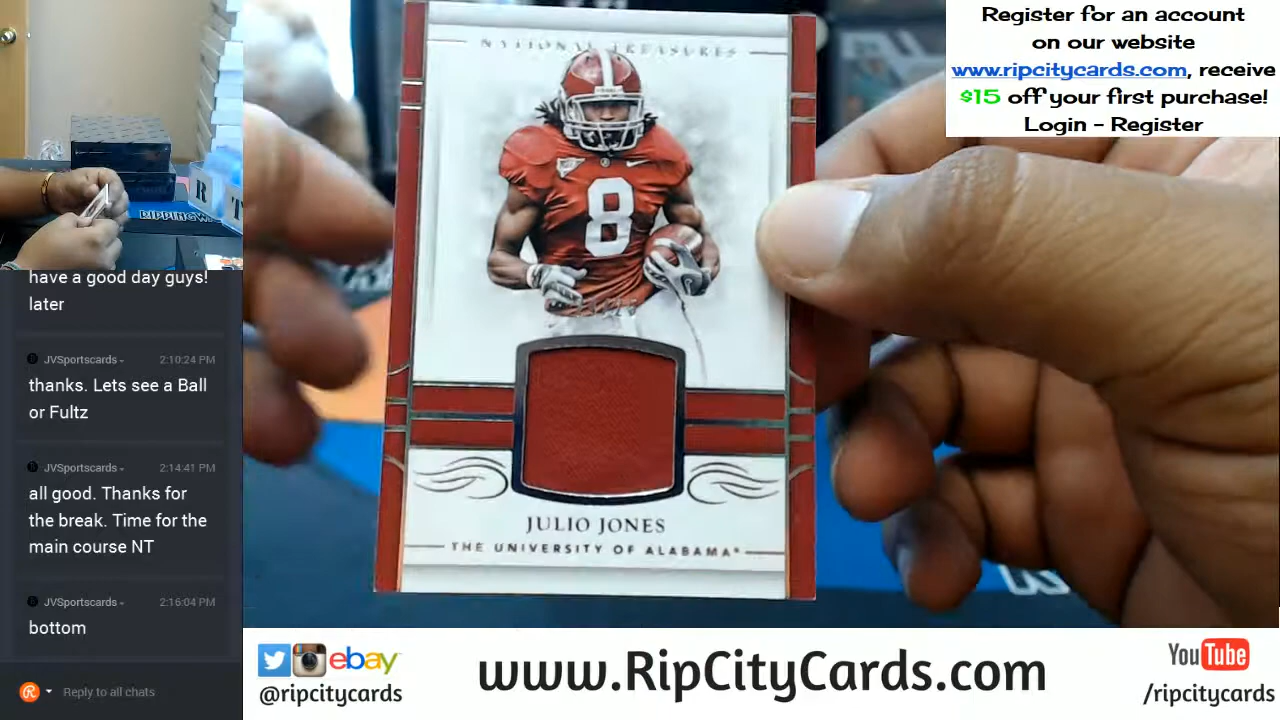 Register for an account
on our website
www.ripcitycards.com, receive
$15 off your first purchase!
Login - Register
NATIONAL TREASURES
8
JULIO JONES
THE UNIVERSITY OF ALABAMA®
RIPPINGW
R
T
have a good day guys!
later
JVSportscards
2:10:24 PM
thanks. Lets see a Ball
or Fultz
JVSportscards
2:14:41 PM
all good. Thanks for
the break. Time for the
main course NT
JVSportscards
2:16:04 PM
bottom
Reply to all chats
ebay
@ripcitycards
www.RipCityCards.com
YouTube
/ripcitycards